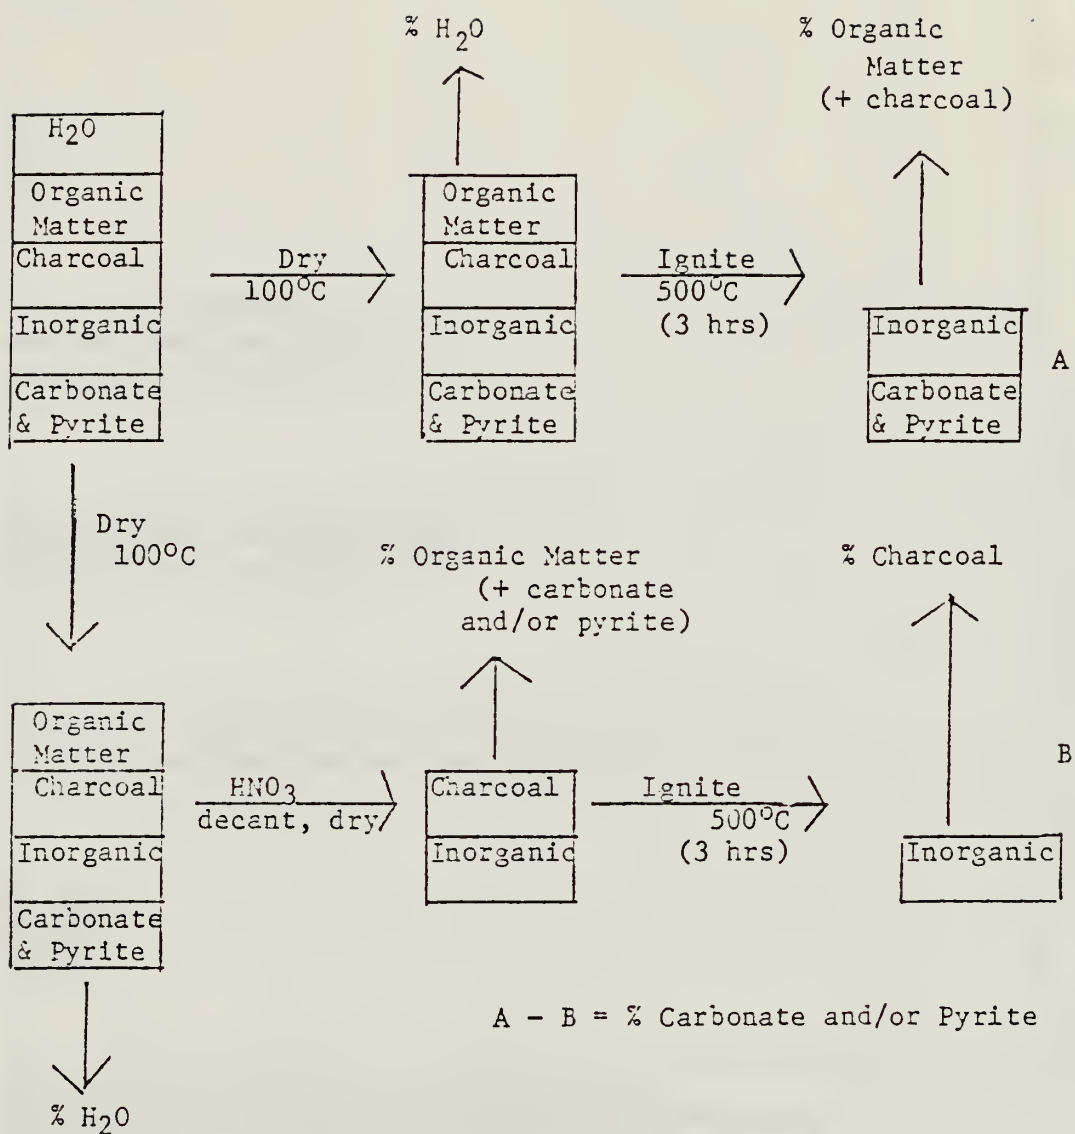 % H2O
% Organic
Matter
(+ charcoal)
H2O
Organic
Matter
Charcoal
Inorganic
Carbonate
& Pyrite
Dry
100°C
Organic
Matter
Charcoal
Inorganic
Carbonate
& Pyrite
Ignite
500°C
(3 hrs)
Inorganic
Carbonate
& Pyrite
A
Dry
100°C
% Organic Matter
(+ carbonate
and/or pyrite)
% Charcoal
Organic
Matter
Charcoal
Inorganic
Carbonate
& Pyrite
HNO3
decant, dry
Charcoal
Inorganic
Ignite
500°C
(3 hrs)
Inorganic
B
A - B = % Carbonate and/or Pyrite
% H2O